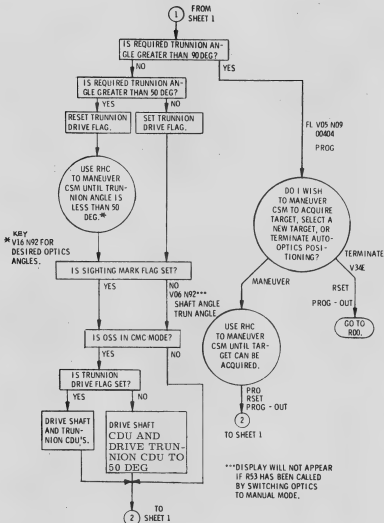 1
FROM
SHEET 1
IS REQUIRED TRUNNION AN-
GLE GREATER THAN 90DEG?
NO
YES
IS REQUIRED TRUNNION AN-
GLE GREATER THAN 50 DEG?
YES
NO
RESET TRUNNION
DRIVE FLAG.
SET TRUNNION
DRIVE FLAG.
FL V05 N09
00404
PROG
USE RHC
TO MANEUVER
CSM UNTIL TRUN-
NION ANGLE IS
LESS THAN 50
DEG.*
KEY
* V16 N92 FOR
DESIRED OPTICS
ANGLES.
DO I WISH
TO MANEUVER
CSM TO ACQUIRE
TARGET, SELECT A
NEW TARGET, OR
TERMINATE AUTO-
OPTICS POSI-
TIONING?
TERMINATE
V34E
RSET
PROG - OUT
GO TO
R00.
MANEUVER
IS SIGHTING MARK FLAG SET?
YES
NO
V06 N92***
SHAFT ANGLE
TRUN ANGLE
USE RHC
TO MANEUVER
CSM UNTIL TAR-
GET CAN BE
ACQUIRED.
IS OSS IN CMC MODE?
YES
NO
PRO
RSET
PROG - OUT
2
TO SHEET 1
IS TRUNNION
DRIVE FLAG SET?
YES
NO
DRIVE SHAFT
AND TRUN-
NION CDU'S.
DRIVE SHAFT
CDU AND
DRIVE TRUN-
NION CDU TO
50 DEG
***DISPLAY WILL NOT APPEAR
IF R53 HAS BEEN CALLED
BY SWITCHING OPTICS
TO MANUAL MODE.
2
TO
SHEET 1